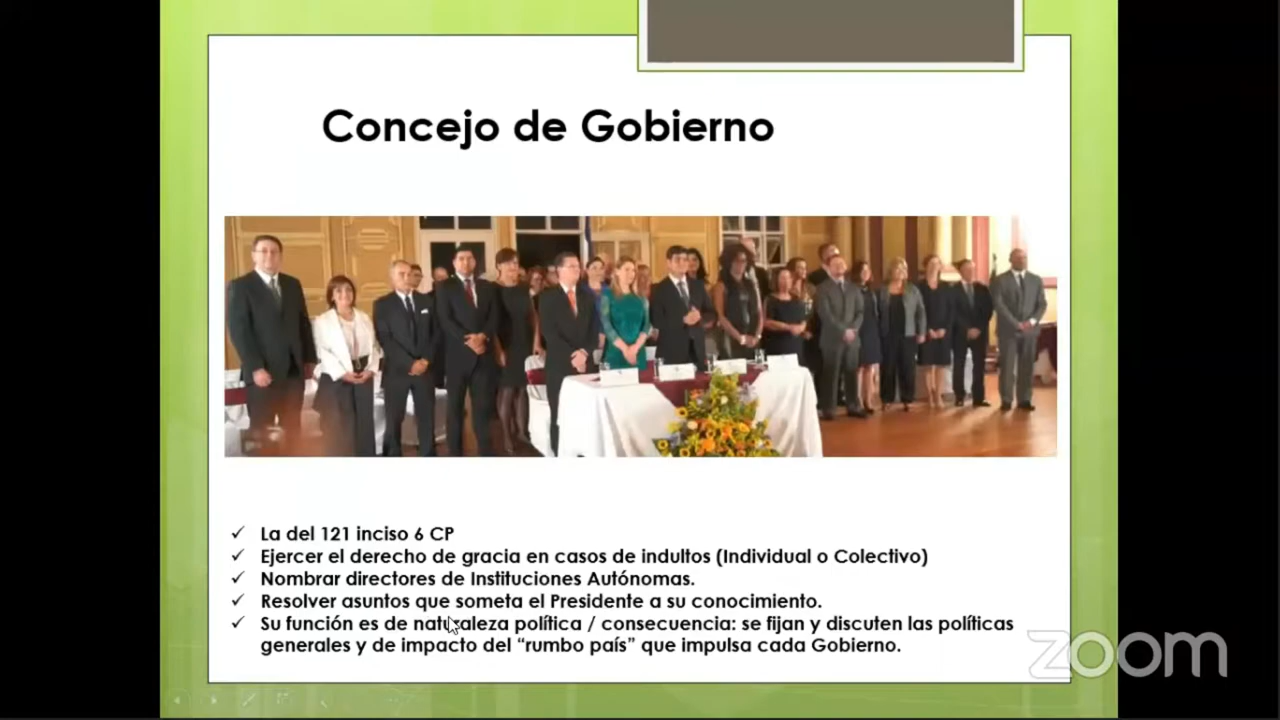 Concejo de Gobierno
La del 121 inciso 6 CP
Ejercer el derecho de gracia en casos de indultos (Individual o Colectivo)
Nombrar directores de Instituciones Autónomas.
Resolver asuntos que someta el Presidente a su conocimiento.
Su función es de naturaleza política / consecuencia: se fijan y discuten las políticas
generales y de impacto del “rumbo país” que impulsa cada Gobierno.
zoom